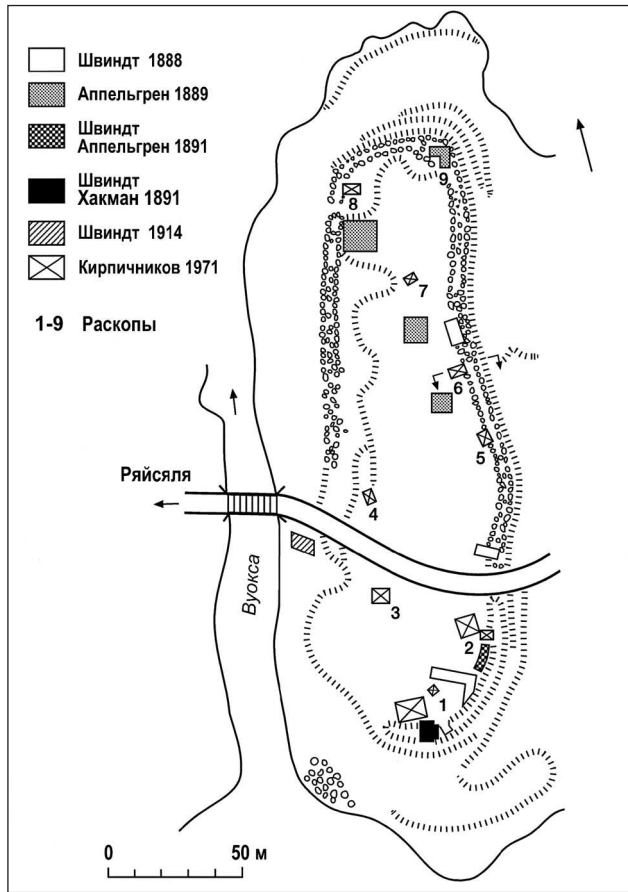 Швиндт 1888
Аппельгрен 1889
Швиндт
Аппельгрен 1891
Швиндт
Хакман 1891
Швиндт 1914
Кирпичников 1971
1-9 Раскопы
8
9
7
6
5
Ряйсяля
4
Вуокса
3
2
1
0 50 м